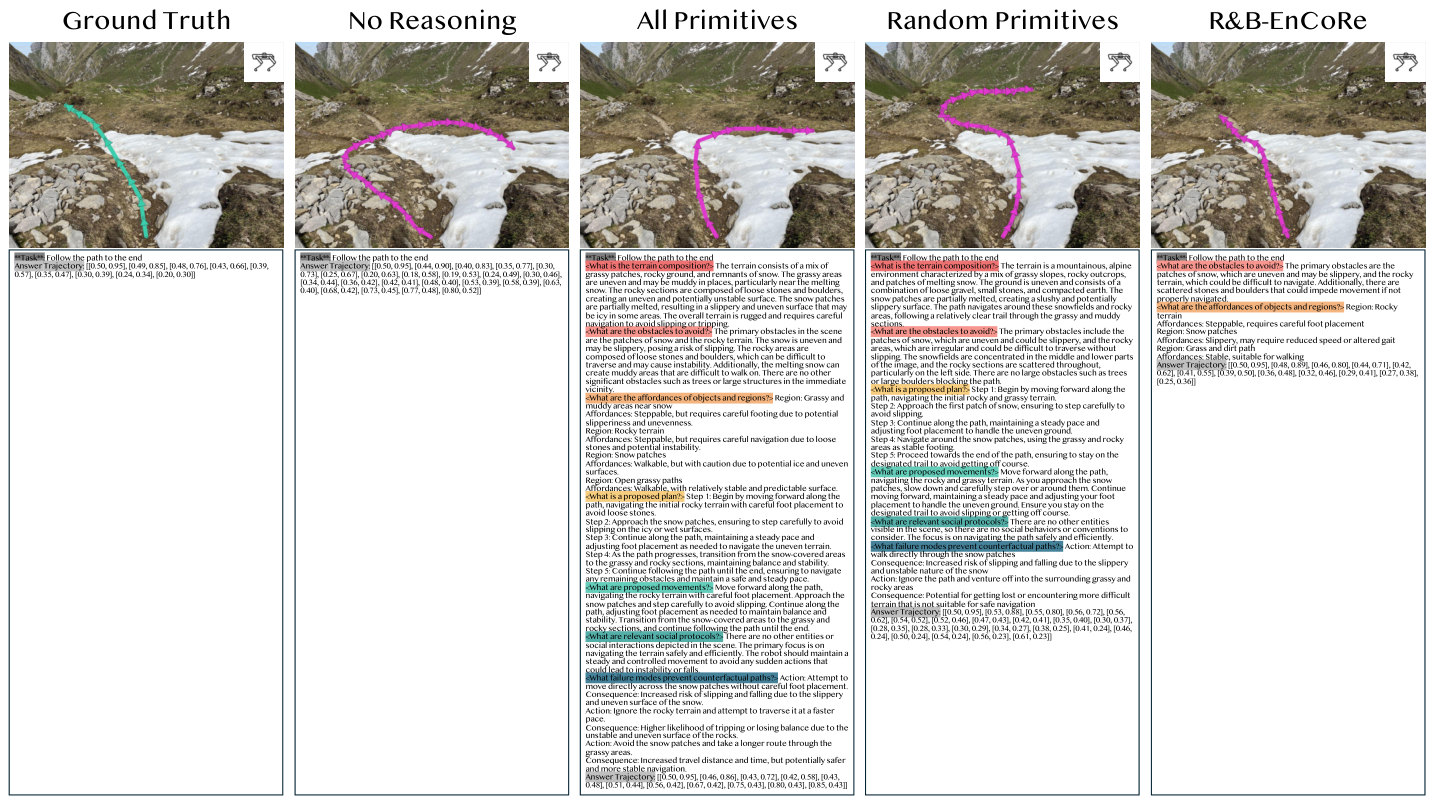 Ground Truth
No Reasoning
All Primitives
Random Primitives
R&B-EnCoRe
**Task**: Follow the path to the end
Answer Trajectory: [[0.50, 0.95], [0.49, 0.85], [0.48, 0.76], [0.43, 0.66], [0.39,
0.57], [0.35, 0.47], [0.30, 0.39], [0.24, 0.34], [0.20, 0.30]]
**Task**: Follow the path to the end
Answer Trajectory: [[0.50, 0.95], [0.44, 0.90], [0.40, 0.83], [0.35, 0.77], [0.30,
0.73], [0.25, 0.67], [0.20, 0.63], [0.18, 0.58], [0.19, 0.53], [0.24, 0.49], [0.30, 0.46],
[0.34, 0.44], [0.36, 0.42], [0.42, 0.41], [0.48, 0.40], [0.53, 0.39], [0.58, 0.39], [0.63,
0.40], [0.68, 0.42], [0.73, 0.45], [0.77, 0.48], [0.80, 0.52]]
**Task**: Follow the path to the end
<What is the terrain composition?> The terrain consists of a mix of
grassy patches, rocky ground, and remnants of snow. The grassy areas
are uneven and may be muddy in places, particularly near the melting
snow. The rocky sections are composed of loose stones and boulders,
creating an uneven and potentially unstable surface. The snow patches
are partially melted, resulting in a slippery and uneven surface that may
be icy in some areas. The overall terrain is rugged and requires careful
navigation to avoid slipping or tripping.
<What are the obstacles to avoid?> The primary obstacles in the scene
are the patches of snow and the rocky terrain. The snow is uneven and
may be slippery, posing a risk of slipping. The rocky areas are
composed of loose stones and boulders, which can be difficult to
traverse and may cause instability. Additionally, the melting snow can
create muddy areas that are difficult to walk on. There are no other
significant obstacles such as trees or large structures in the immediate
vicinity.
<What are the affordances of objects and regions?> Region: Grassy and
muddy areas near snow
Affordances: Steppable, but requires careful footing due to potential
slipperiness and unevenness.
Region: Rocky terrain
Affordances: Steppable, but requires careful navigation due to loose
stones and potential instability.
Region: Snow patches
Affordances: Walkable, but with caution due to potential ice and uneven
surfaces.
Region: Open grassy paths
Affordances: Walkable, with relatively stable and predictable surface.
<What is a proposed plan?> Step 1: Begin by moving forward along the
path, navigating the initial rocky terrain with careful foot placement to
avoid loose stones.
Step 2: Approach the snow patches, ensuring to step carefully to avoid
slipping on the icy or wet surfaces.
Step 3: Continue along the path, maintaining a steady pace and
adjusting foot placement as needed to navigate the uneven terrain.
Step 4: As the path progresses, transition from the snow-covered areas
to the grassy and rocky sections, maintaining balance and stability.
Step 5: Continue following the path until the end, ensuring to navigate
any remaining obstacles and maintain a safe and steady pace.
<What are proposed movements?> Move forward along the path,
navigating the rocky terrain with careful foot placement. Approach the
snow patches and step carefully to avoid slipping. Continue along the
path, adjusting foot placement as needed to maintain balance and
stability. Transition from the snow-covered areas to the grassy and
rocky sections, and continue following the path until the end.
<What are relevant social protocols?> There are no other entities or
social interactions depicted in the scene. The primary focus is on
navigating the terrain safely and efficiently. The robot should maintain a
steady and controlled movement to avoid any sudden actions that
could lead to instability or falls.
<What failure modes prevent counterfactual paths?> Action: Attempt to
move directly across the snow patches without careful foot placement.
Consequence: Increased risk of slipping and falling due to the slippery
and uneven surface of the snow.
Action: Ignore the rocky terrain and attempt to traverse it at a faster
pace.
Consequence: Higher likelihood of tripping or losing balance due to the
unstable and uneven surface of the rocks.
Action: Avoid the snow patches and take a longer route through the
grassy areas.
Consequence: Increased travel distance and time, but potentially safer
and more stable navigation.
Answer Trajectory: [[0.50, 0.95], [0.46, 0.86], [0.43, 0.72], [0.42, 0.58], [0.43,
0.48], [0.51, 0.44], [0.56, 0.42], [0.67, 0.42], [0.75, 0.43], [0.80, 0.43], [0.85, 0.43]]
**Task**: Follow the path to the end
<What is the terrain composition?> The terrain is a mountainous, alpine
environment characterized by a mix of grassy slopes, rocky outcrops,
and patches of melting snow. The ground is uneven and consists of a
combination of loose gravel, small stones, and compacted earth. The
snow patches are partially melted, creating a slushy and potentially
slippery surface. The path navigates around these snowfields and rocky
areas, following a relatively clear trail through the grassy and muddy
sections.
<What are the obstacles to avoid?> The primary obstacles include the
patches of snow, which are uneven and could be slippery, and the rocky
areas, which are irregular and could be difficult to traverse without
slipping. The snowfields are concentrated in the middle and lower parts
of the image, and the rocky sections are scattered throughout,
particularly on the left side. There are no large obstacles such as trees
or large boulders blocking the path.
<What is a proposed plan?> Step 1: Begin by moving forward along the
path, navigating the initial rocky and grassy terrain.
Step 2: Approach the first patch of snow, ensuring to step carefully to
avoid slipping.
Step 3: Continue along the path, maintaining a steady pace and
adjusting foot placement to handle the uneven ground.
Step 4: Navigate around the snow patches, using the grassy and rocky
areas as stable footing.
Step 5: Proceed towards the end of the path, ensuring to stay on the
designated trail to avoid getting off course.
<What are proposed movements?> Move forward along the path,
navigating the rocky and grassy terrain. As you approach the snow
patches, slow down and carefully step over or around them. Continue
moving forward, maintaining a steady pace and adjusting your foot
placement to handle the uneven ground. Ensure you stay on the
designated trail to avoid slipping or getting off course.
<What are relevant social protocols?> There are no other entities
visible in the scene, so there are no social behaviors or conventions to
consider. The focus is on navigating the path safely and efficiently.
<What failure modes prevent counterfactual paths?> Action: Attempt to
walk directly through the snow patches
Consequence: Increased risk of slipping and falling due to the slippery
and unstable nature of the snow
Action: Ignore the path and venture off into the surrounding grassy and
rocky areas
Consequence: Potential for getting lost or encountering more difficult
terrain that is not suitable for safe navigation
Answer Trajectory: [[0.50, 0.95], [0.53, 0.88], [0.55, 0.80], [0.56, 0.72], [0.56,
0.62], [0.54, 0.52], [0.52, 0.46], [0.47, 0.43], [0.42, 0.41], [0.35, 0.40], [0.30, 0.37],
[0.28, 0.35], [0.28, 0.33], [0.30, 0.29], [0.34, 0.27], [0.38, 0.25], [0.41, 0.24], [0.46,
0.24], [0.50, 0.24], [0.54, 0.24], [0.56, 0.23], [0.61, 0.23]]
**Task**: Follow the path to the end
<What are the obstacles to avoid?> The primary obstacles are the
patches of snow, which are uneven and may be slippery, and the rocky
terrain, which could be difficult to navigate. Additionally, there are
scattered stones and boulders that could impede movement if not
properly navigated.
<What are the affordances of objects and regions?> Region: Rocky
terrain
Affordances: Steppable, requires careful foot placement
Region: Snow patches
Affordances: Slippery, may require reduced speed or altered gait
Region: Grass and dirt path
Affordances: Stable, suitable for walking
Answer Trajectory: [[0.50, 0.95], [0.48, 0.89], [0.46, 0.80], [0.44, 0.71], [0.42,
0.62], [0.41, 0.55], [0.39, 0.50], [0.36, 0.48], [0.32, 0.46], [0.29, 0.41], [0.27, 0.38],
[0.25, 0.36]]